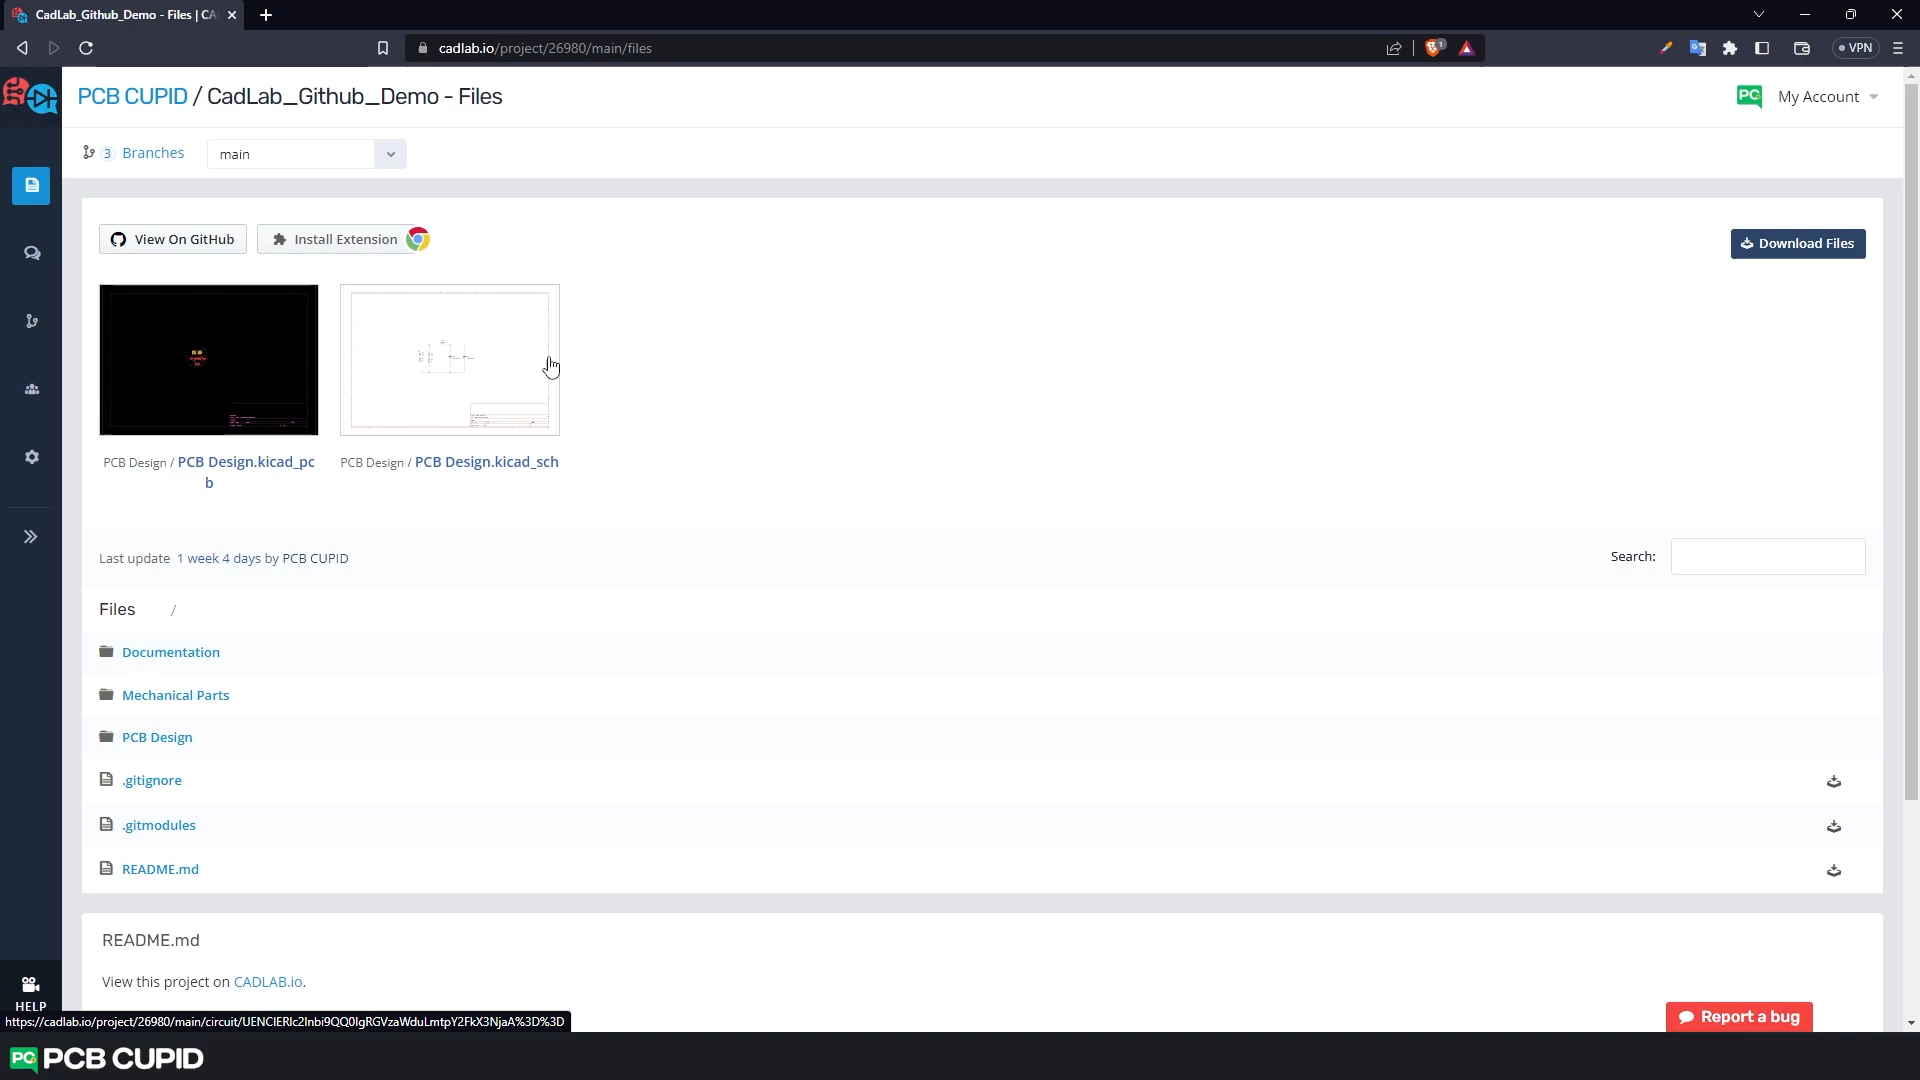 CadLab_Github_Demo - Files | CA
cadlab.io/project/26980/main/files
1
VPN
PCB CUPID / CadLab_Github_Demo - Files
PG My Account
3 Branches main
View On GitHub Install Extension
Download Files
PCB Design / PCB Design.kicad_pc
b
PCB Design / PCB Design.kicad_sch
Last update 1 week 4 days by PCB CUPID
Search:
Files /
Documentation
Mechanical Parts
PCB Design
.gitignore
.gitmodules
README.md
README.md
View this project on CADLAB.io.
HELP
Report a bug
https://cadlab.io/project/26980/main/circuit/UENCIERlc2lnbi9QQ0IgRGVzaWduLmtpY2FkX3NjaA%3D%3D
PG PCB CUPID